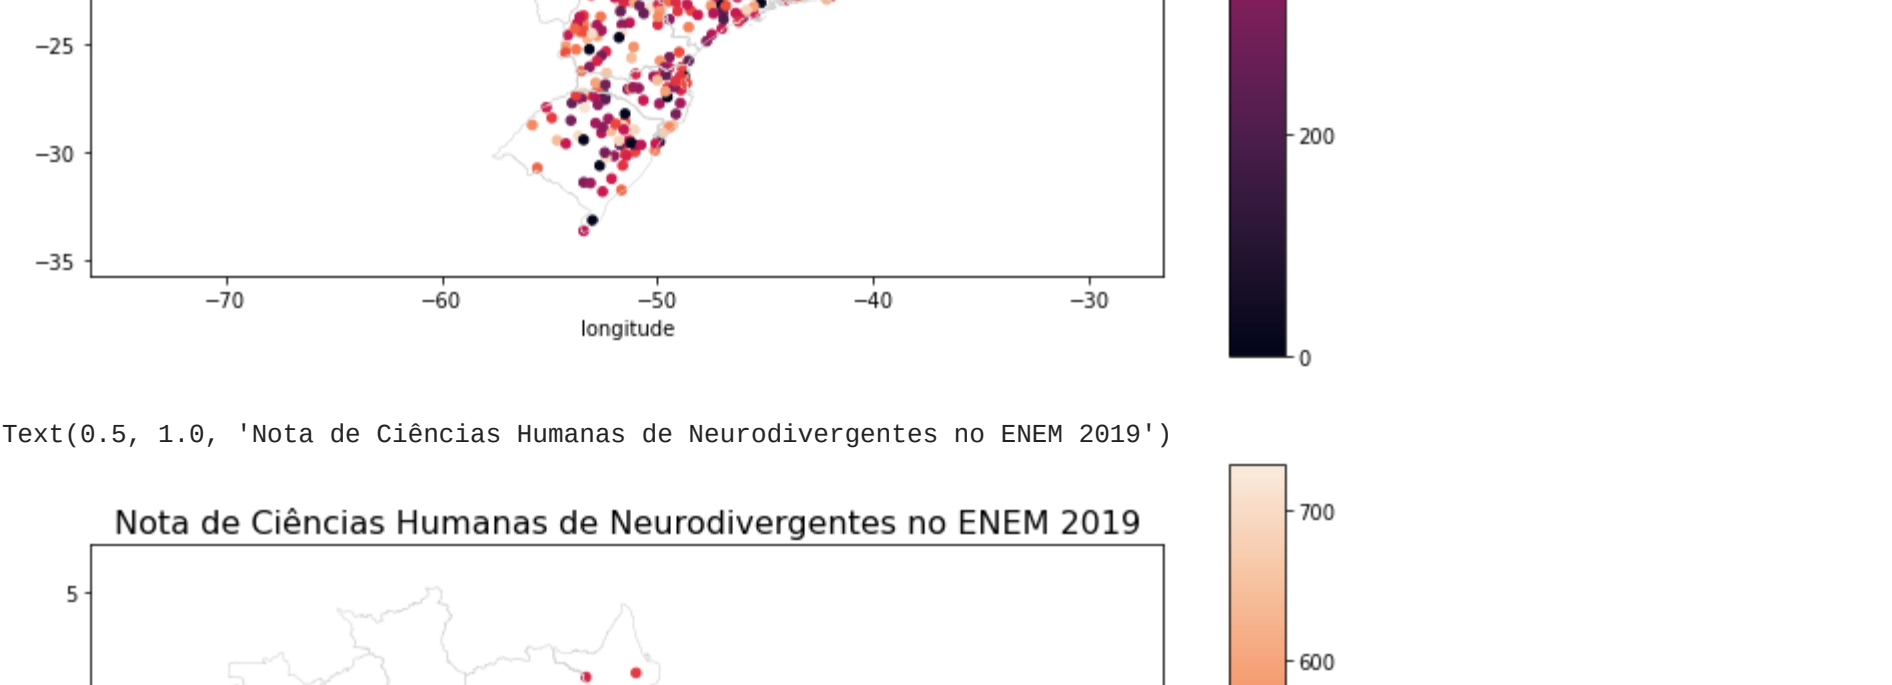 −25
−30
200
−35
−70 −60 −50 −40 −30
longitude
0
Text(0.5, 1.0, 'Nota de Ciências Humanas de Neurodivergentes no ENEM 2019')
700
Nota de Ciências Humanas de Neurodivergentes no ENEM 2019
5
600